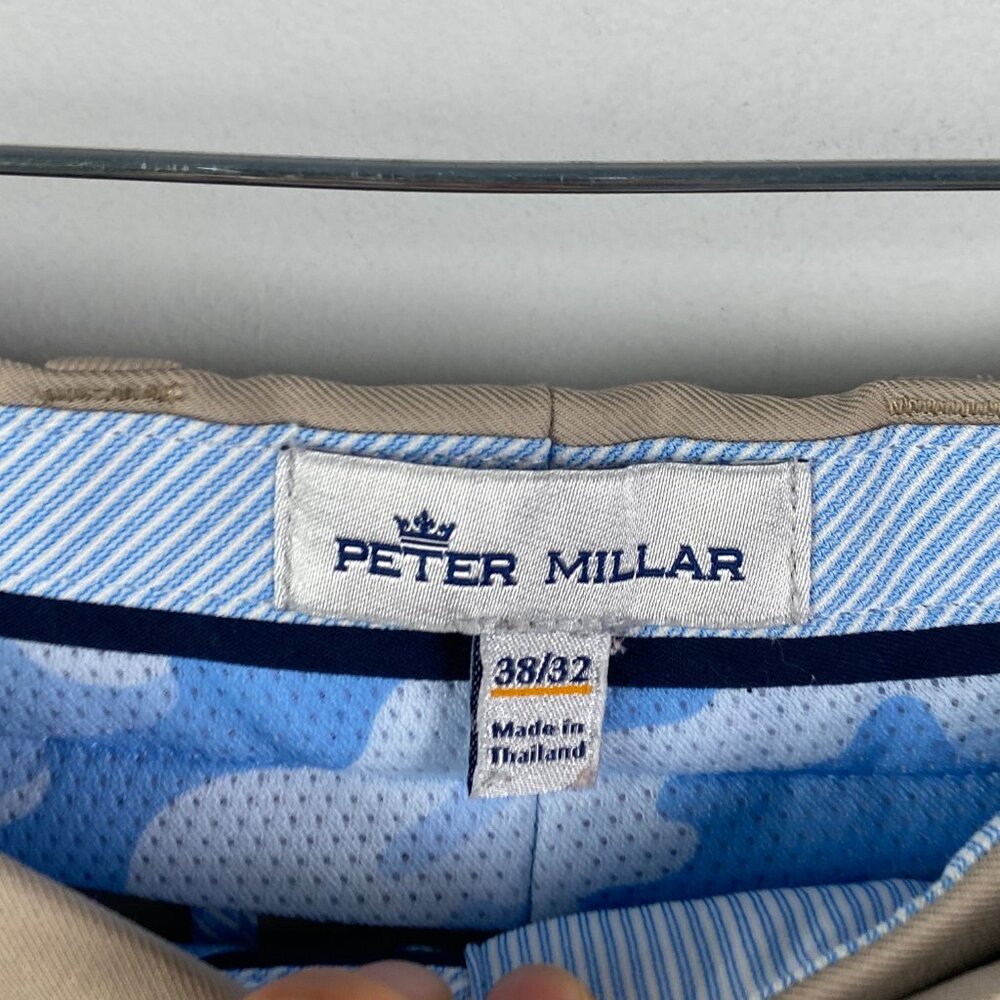 PETER MILLAR
38/32
Made in
Thailand